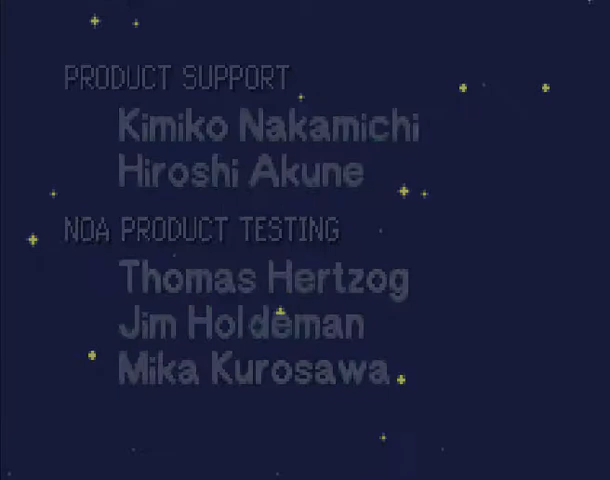 PRODUCT SUPPORT
Kimiko Nakamichi
Hiroshi Akune
NOA PRODUCT TESTING
Thomas Hertzog
Jim Holdeman
Mika Kurosawa